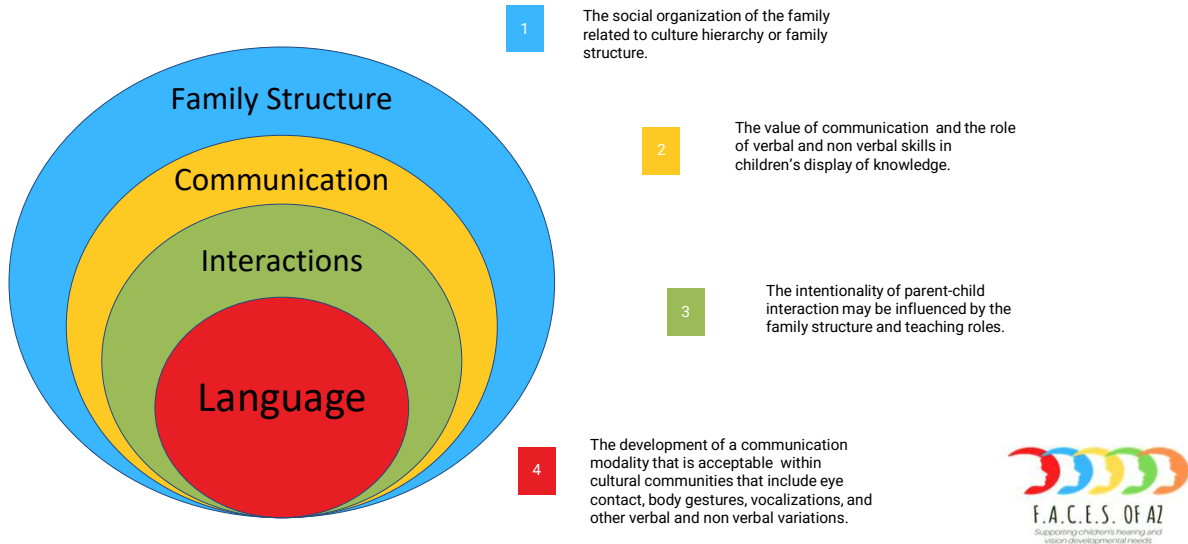 1
The social organization of the family
related to culture hierarchy or family
structure.
Family Structure
2
The value of communication  and the role
of verbal and non verbal skills in
children’s display of knowledge.
Communication
Interactions
3
The intentionality of parent-child
interaction may be influenced by the
family structure and teaching roles.
Language
4
The development of a communication
modality that is acceptable  within
cultural communities that include eye
contact, body gestures, vocalizations, and
other verbal and non verbal variations.
F.A.C.E.S. OF AZ
Supporting children's hearing and
vision developmental needs